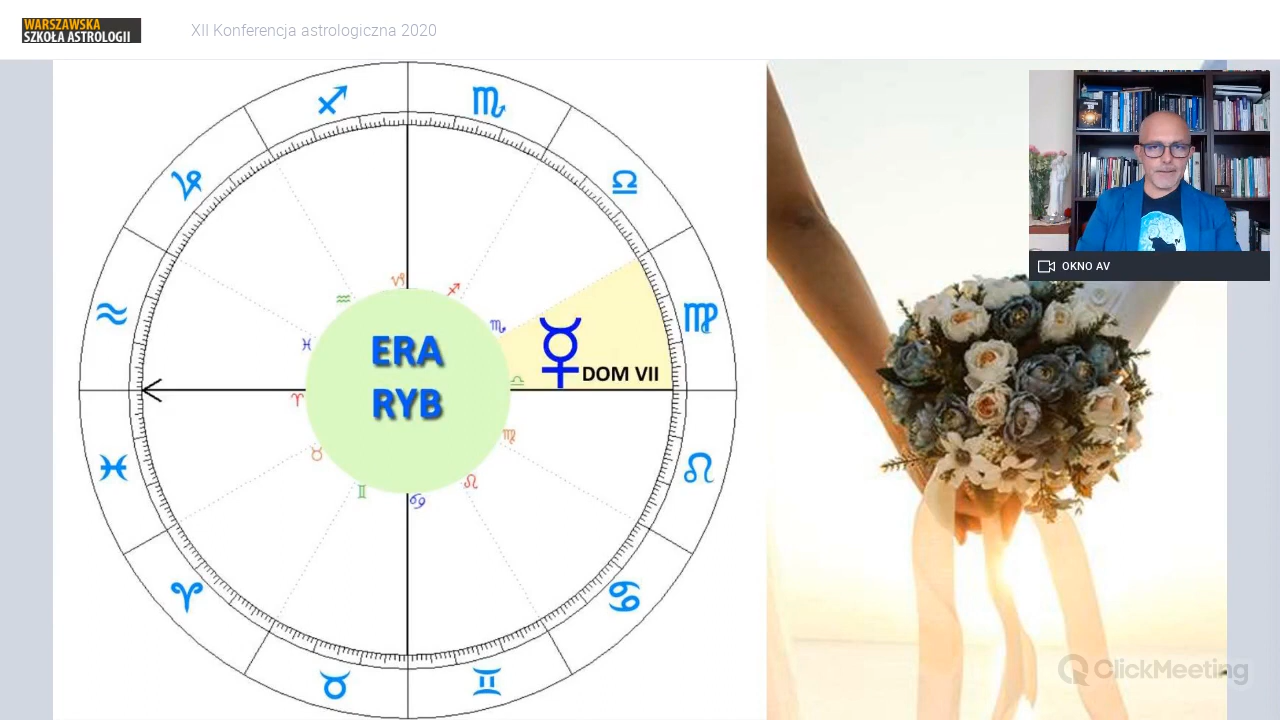 WARSZAWSKA
SZKOŁA ASTROLOGII
XII Konferencja astrologiczna 2020
ERA
RYB
DOM VII
OKNO AV
ClickMeeting